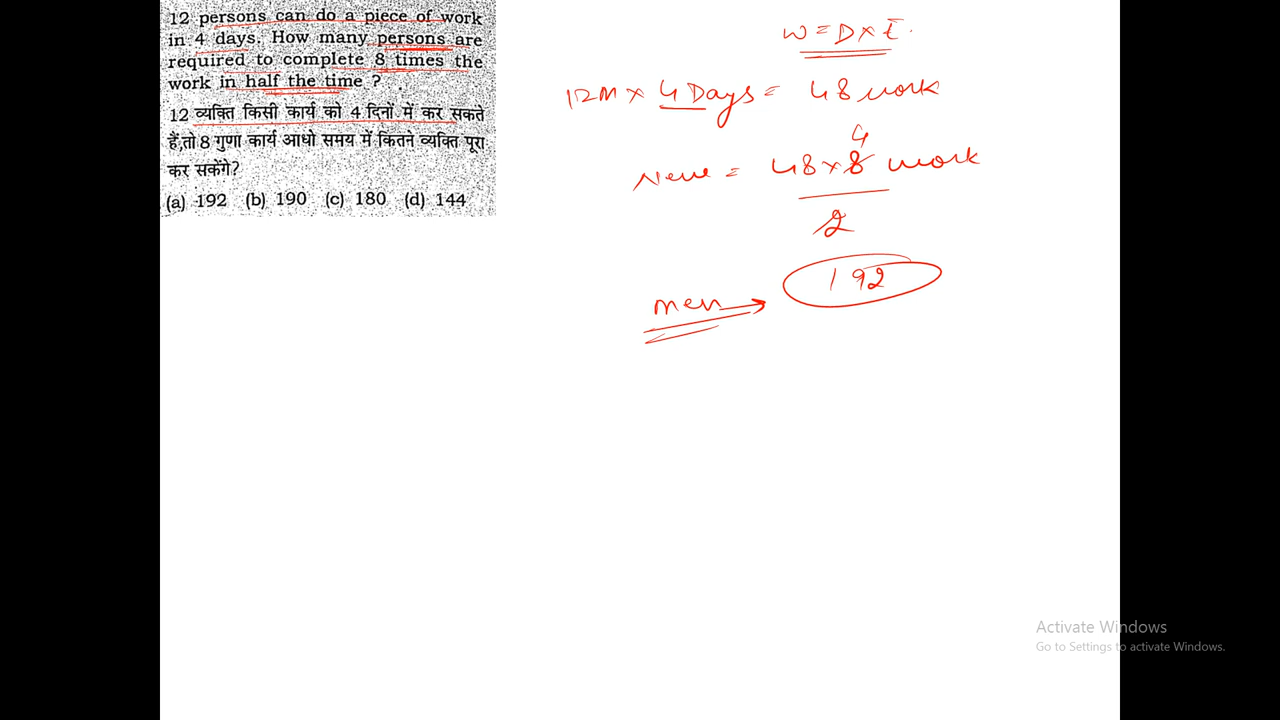 12 persons can do a piece of work
in 4 days. How many persons are
required to complete 8 times the
work in half the time ?
12 व्यक्ति किसी कार्य को 4 दिनों में कर सकते
हैं,तो 8 गुणा कार्य आधो समय में कितने व्यक्ति पूरा
कर सकेंगे?
(a) 192 (b) 190 (c) 180 (d) 144
W = D × E
12M × 4 Days = 48 work
4
New = 48 × 8 work
2
192
men →
Activate Windows
Go to Settings to activate Windows.